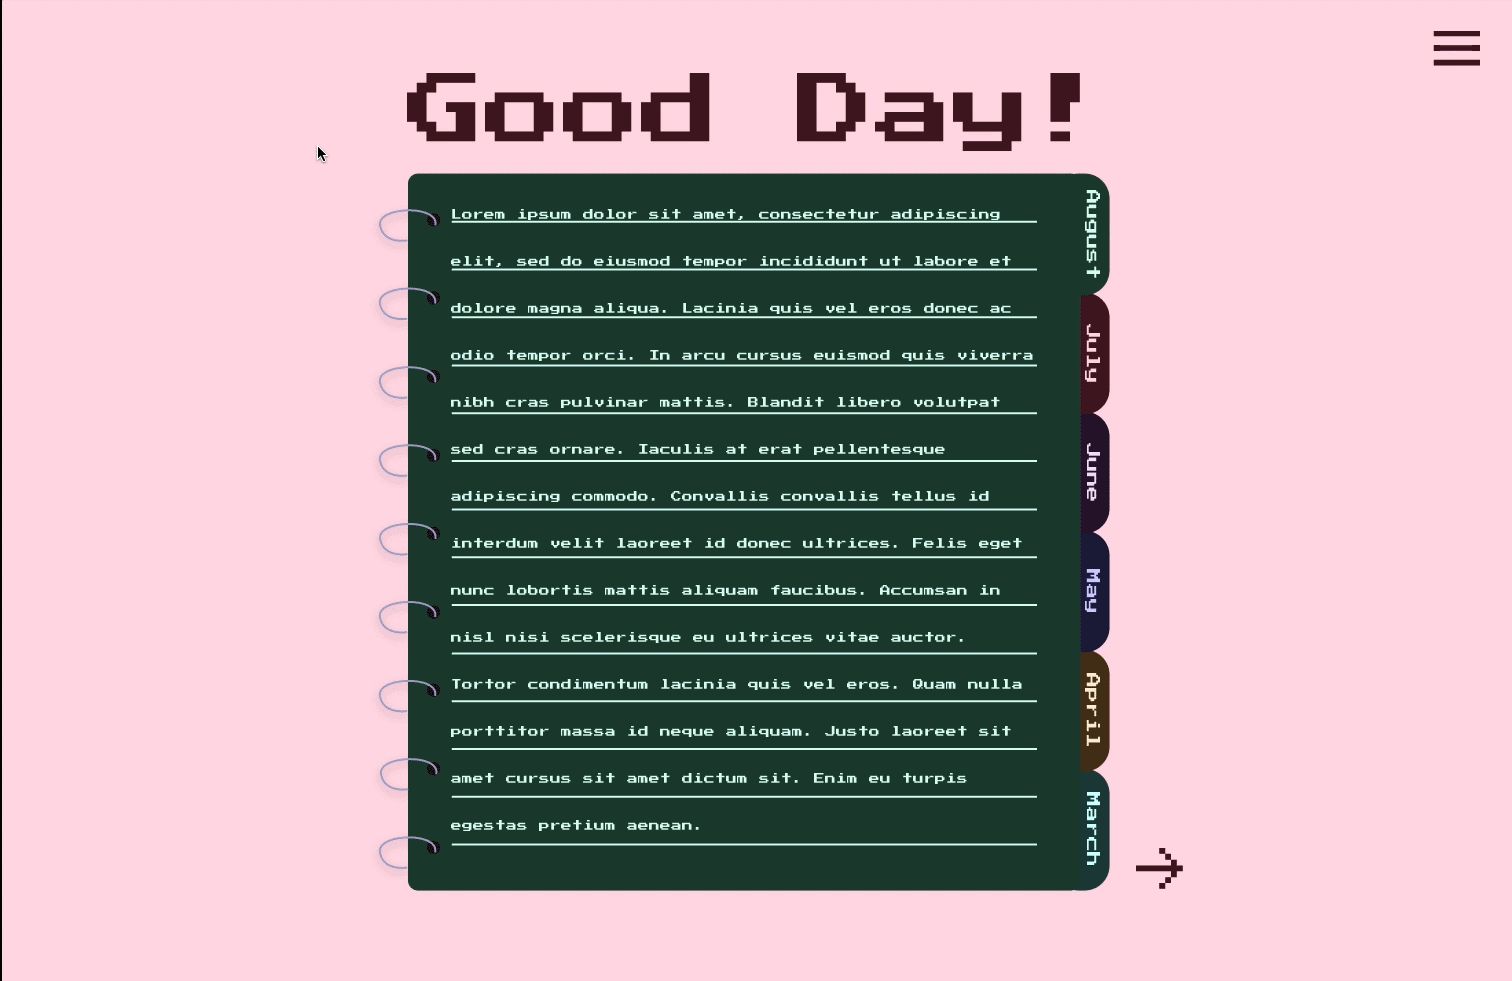 Good Day!
Lorem ipsum dolor sit amet, consectetur adipiscing
elit, sed do eiusmod tempor incididunt ut labore et
dolore magna aliqua. Lacinia quis vel eros donec ac
odio tempor orci. In arcu cursus euismod quis viverra
nibh cras pulvinar mattis. Blandit libero volutpat
sed cras ornare. Iaculis at erat pellentesque
adipiscing commodo. Convallis convallis tellus id
interdum velit laoreet id donec ultrices. Felis eget
nunc lobortis mattis aliquam faucibus. Accumsan in
nisl nisi scelerisque eu ultrices vitae auctor.
Tortor condimentum lacinia quis vel eros. Quam nulla
porttitor massa id neque aliquam. Justo laoreet sit
amet cursus sit amet dictum sit. Enim eu turpis
egestas pretium aenean.
August
July
June
May
April
March